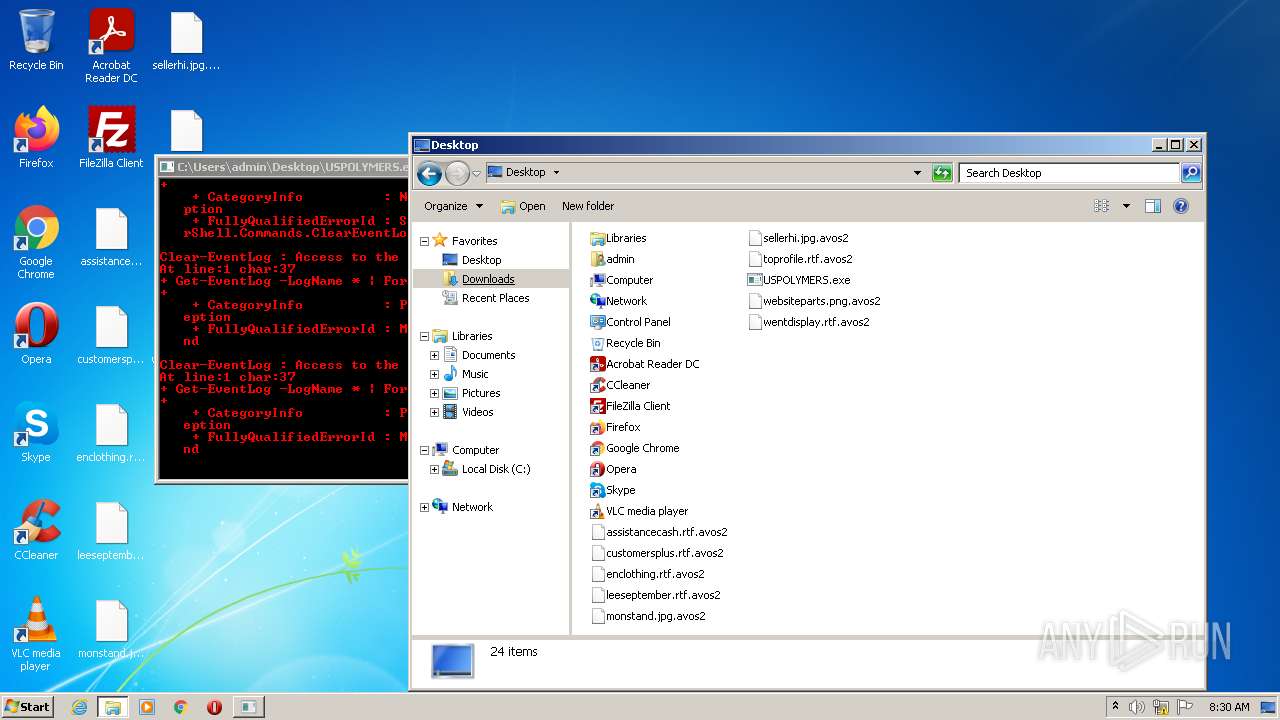 Recycle Bin
Acrobat
Reader DC
sellerhi.jpg....
Firefox
FileZilla Client
Google
Chrome
assistance...
Opera
customersp...
Skype
enclothing.r...
CCleaner
leeseptemb...
VLC media
player
monstand.j...
C:\Users\admin\Desktop\USPOLYMERS.e
+
+ CategoryInfo : N
ption
+ FullyQualifiedErrorId : S
rShell.Commands.ClearEventLo
Clear-EventLog : Access to the
At line:1 char:37
+ Get-EventLog -LogName * | For
+
+ CategoryInfo : P
eption
+ FullyQualifiedErrorId : M
nd
Clear-EventLog : Access to the
At line:1 char:37
+ Get-EventLog -LogName * | For
+
+ CategoryInfo : P
eption
+ FullyQualifiedErrorId : M
nd
Desktop
Desktop
Search Desktop
Organize Open New folder
Favorites
Desktop
Downloads
Recent Places
Libraries
Documents
Music
Pictures
Videos
Computer
Local Disk (C:)
Network
Libraries
admin
Computer
Network
Control Panel
Recycle Bin
Acrobat Reader DC
CCleaner
FileZilla Client
Firefox
Google Chrome
Opera
Skype
VLC media player
assistancecash.rtf.avos2
customersplus.rtf.avos2
enclothing.rtf.avos2
leeseptember.rtf.avos2
monstand.jpg.avos2
sellerhi.jpg.avos2
toprofile.rtf.avos2
USPOLYMERS.exe
websiteparts.png.avos2
wentdisplay.rtf.avos2
24 items
ANY RUN
Start
8:30 AM